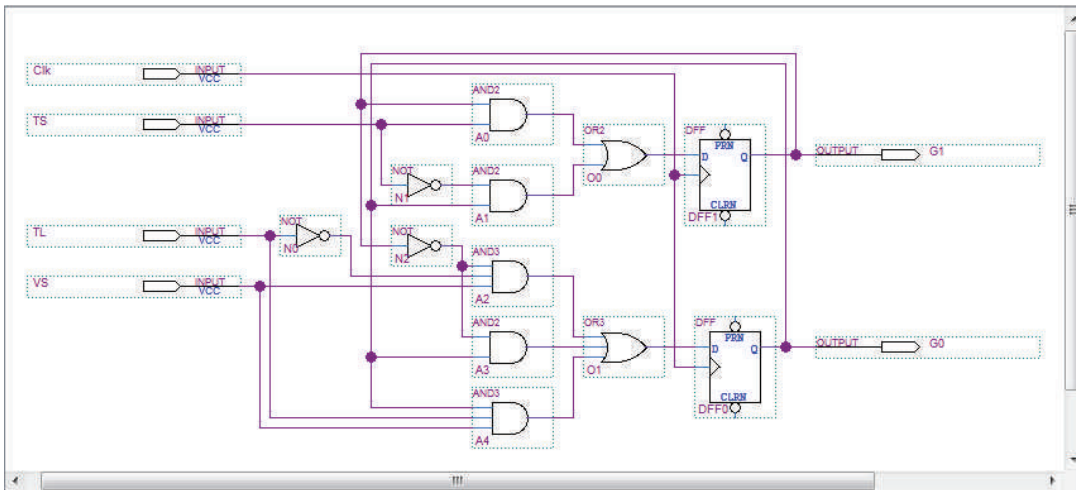 Clk
INPUT
VCC
TS
INPUT
VCC
TL
INPUT
VCC
VS
INPUT
VCC
NOT
N0
NOT
N1
NOT
N2
AND2
A0
AND2
A1
AND3
A2
AND2
A3
AND3
A4
OR2
O0
OR3
O1
DFF
PRN
D
Q
CLRN
DFF1
DFF
PRN
D
Q
CLRN
DFF0
OUTPUT
G1
OUTPUT
G0